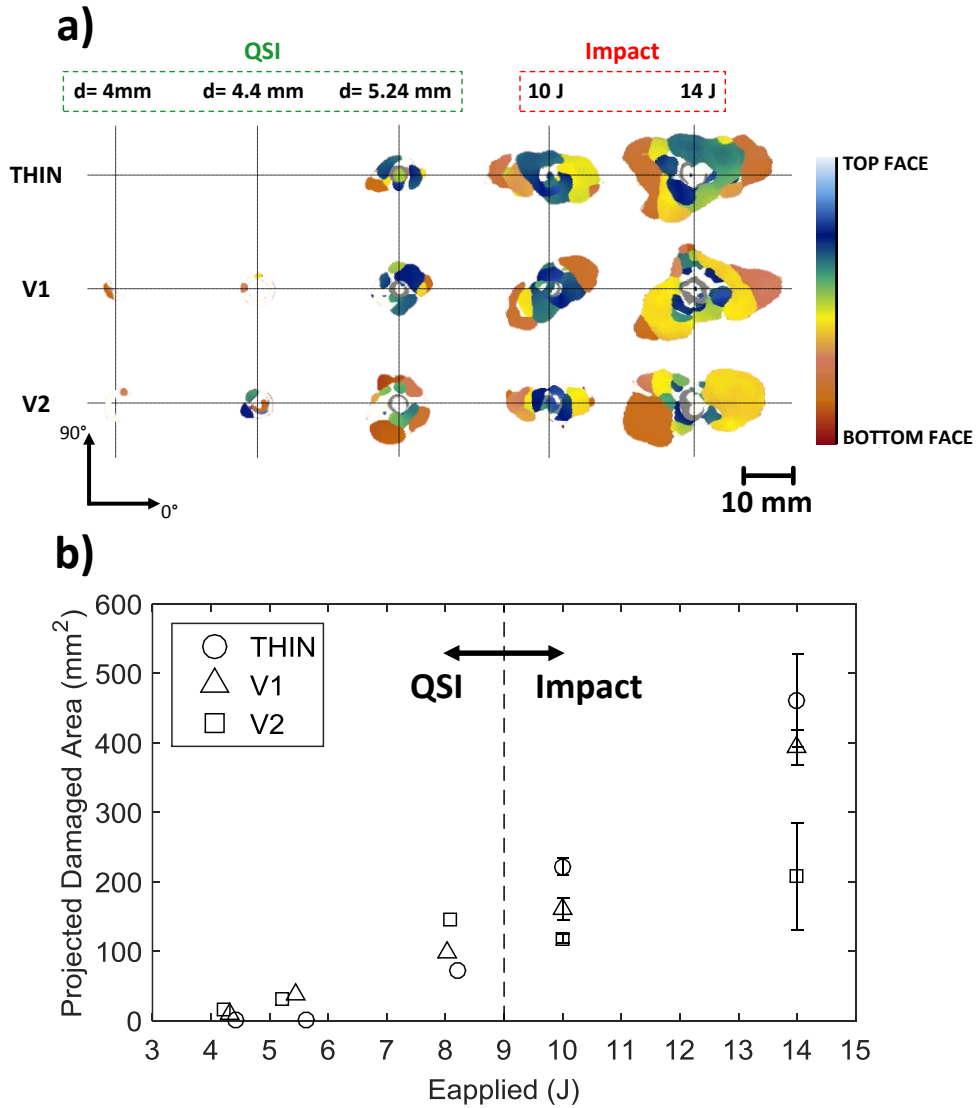 a)
QSI Impact
d= 4mm d= 4.4 mm d= 5.24 mm 10 J 14 J
THIN
TOP FACE
V1
V2
90°
BOTTOM FACE
0°
10 mm
b)
600
500
400
300
200
100
0
Projected Damaged Area (mm²)
THIN
V1
V2
QSI Impact
3 4 5 6 7 8 9 10 11 12 13 14 15
Eapplied (J)